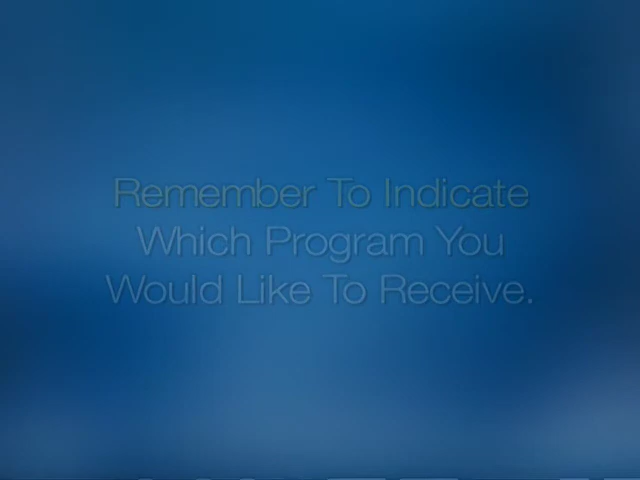 Remember To Indicate
Which Program You
Would Like To Receive.